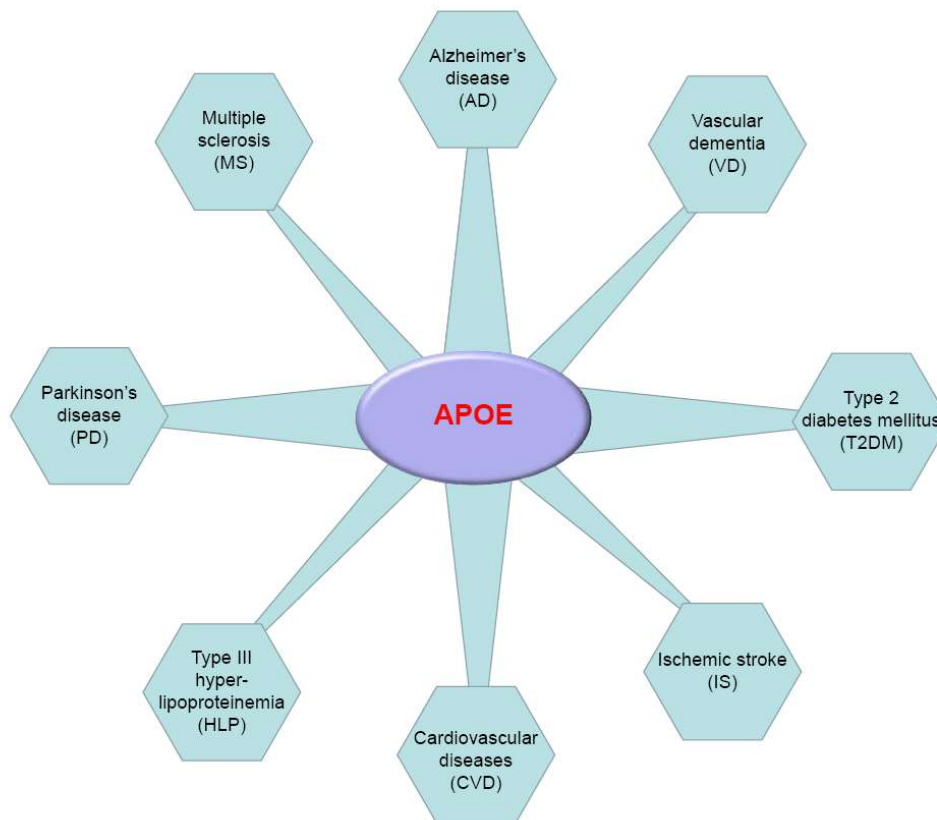 Alzheimer's
disease
(AD)
Multiple
sclerosis
(MS)
Vascular
dementia
(VD)
Parkinson's
disease
(PD)
APOE
Type 2
diabetes mellitus
(T2DM)
Type III
hyper-
lipoproteinemia
(HLP)
Ischemic stroke
(IS)
Cardiovascular
diseases
(CVD)